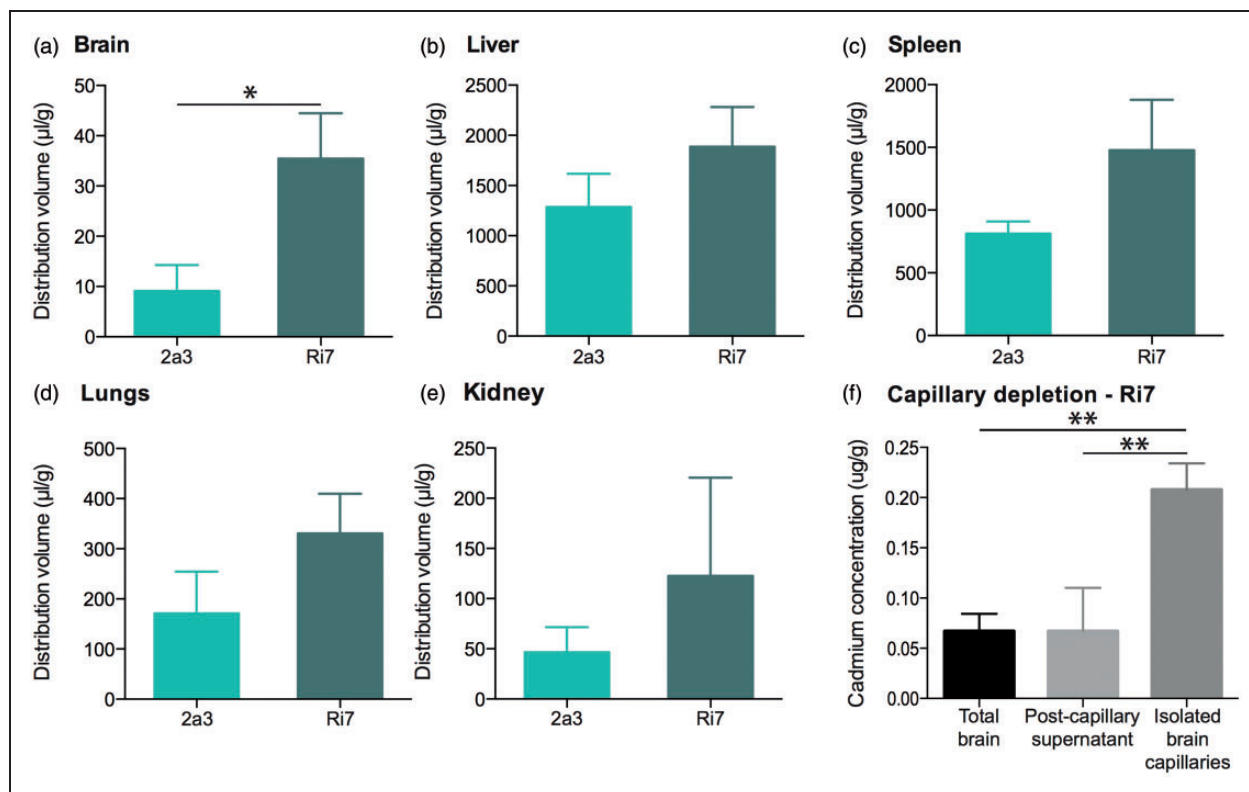 (a) Brain
Distribution volume (µl/g)
50
40
30
20
10
0
*
2a3 Ri7
(b) Liver
Distribution volume (µl/g)
2500
2000
1500
1000
500
0
2a3 Ri7
(c) Spleen
Distribution volume (µl/g)
2000
1500
1000
500
0
2a3 Ri7
(d) Lungs
Distribution volume (µl/g)
500
400
300
200
100
0
2a3 Ri7
(e) Kidney
Distribution volume (µl/g)
250
200
150
100
50
0
2a3 Ri7
(f) Capillary depletion - Ri7
Cadmium concentration (ug/g)
**
**
0.25
0.20
0.25
0.10
0.05
0.00
Total
brain
Post-capillary
supernatant
Isolated
brain
capillaries